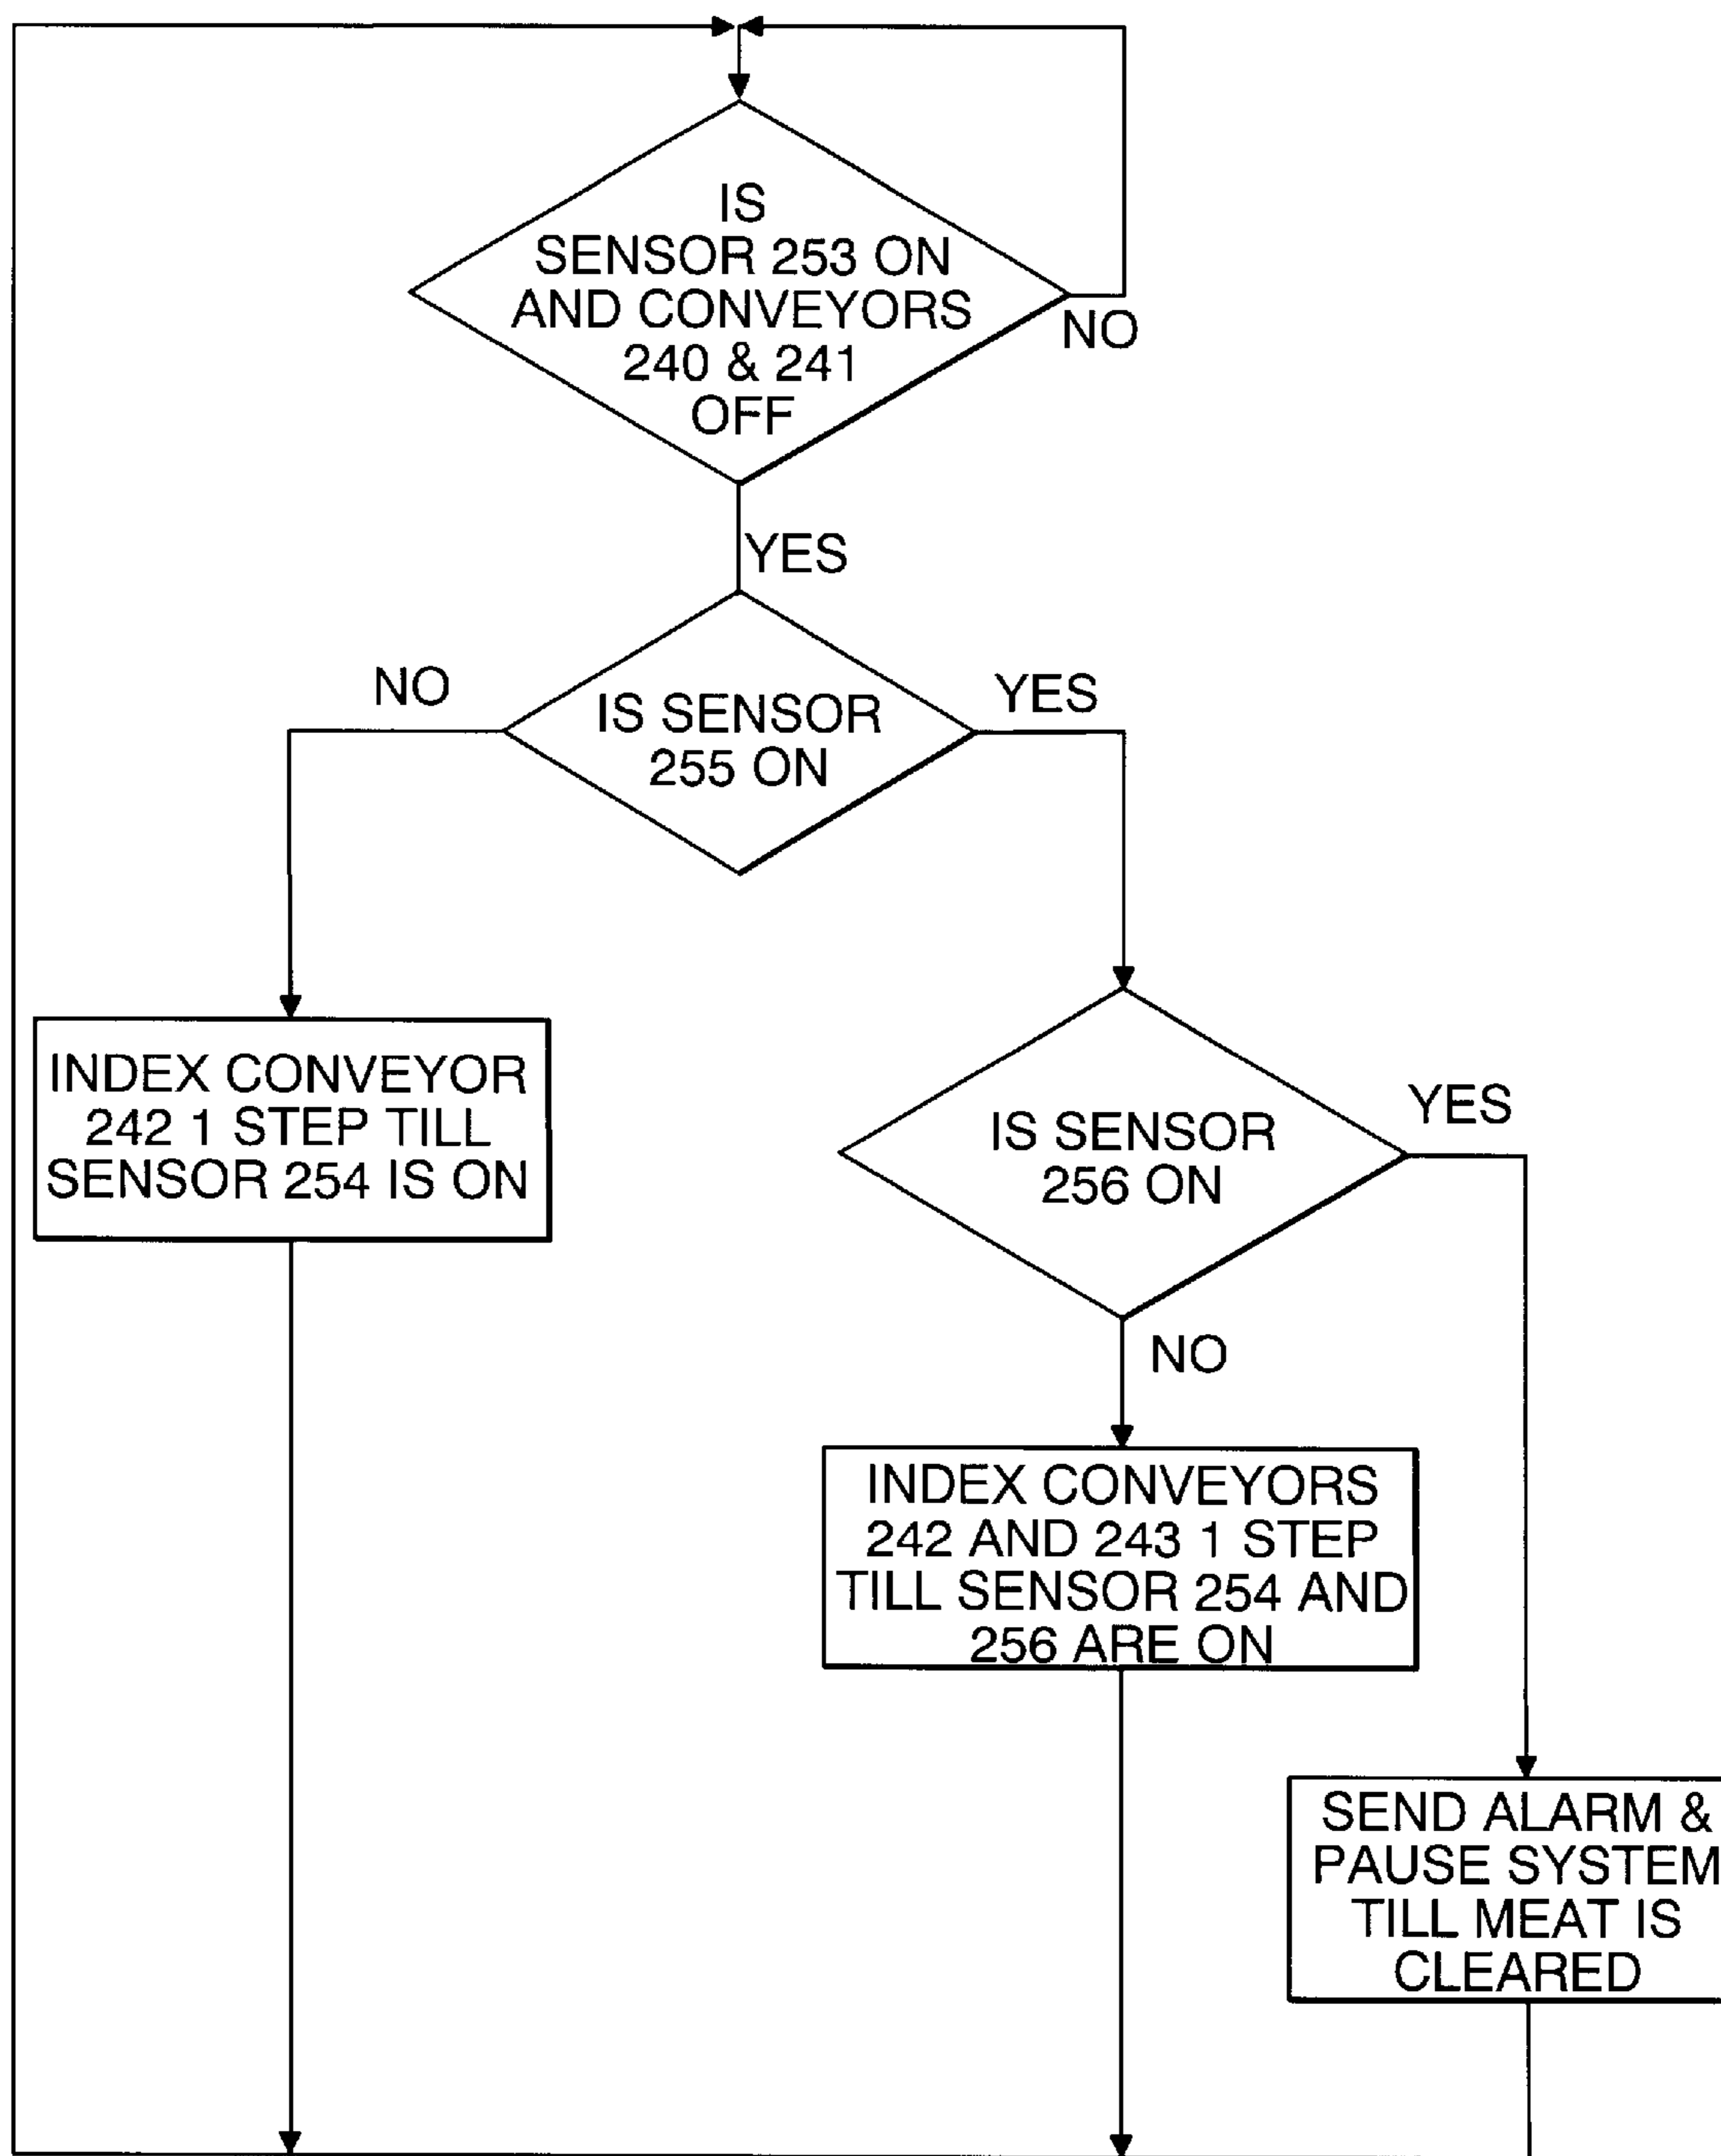 IS
SENSOR 253 ON
AND CONVEYORS
240 & 241
OFF
NO
YES
NO
IS SENSOR
255 ON
YES
INDEX CONVEYOR
242 1 STEP TILL
SENSOR 254 IS ON
IS SENSOR
256 ON
YES
NO
INDEX CONVEYORS
242 AND 243 1 STEP
TILL SENSOR 254 AND
256 ARE ON
SEND ALARM &
PAUSE SYSTEM
TILL MEAT IS
CLEARED